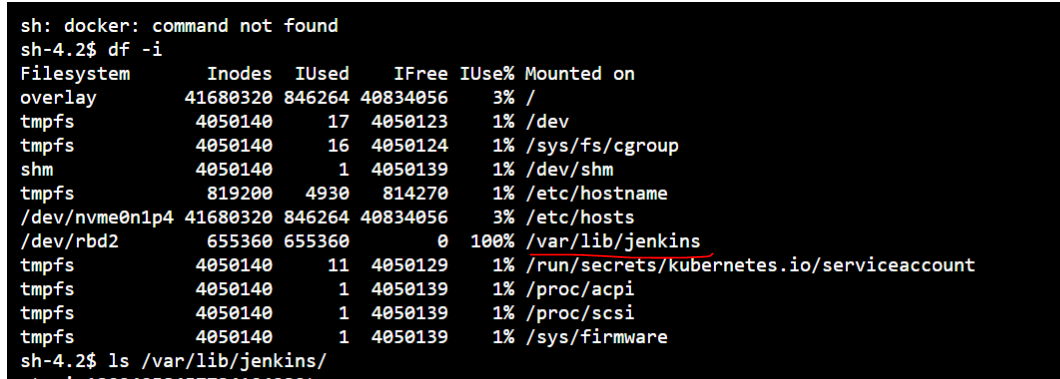 sh: docker: command not found
sh-4.2$ df -i
Filesystem Inodes IUsed IFree IUse% Mounted on
overlay 41680320 846264 40834056 3% /
tmpfs 4050140 17 4050123 1% /dev
tmpfs 4050140 16 4050124 1% /sys/fs/cgroup
shm 4050140 1 4050139 1% /dev/shm
tmpfs 819200 4930 814270 1% /etc/hostname
/dev/nvme0n1p4 41680320 846264 40834056 3% /etc/hosts
/dev/rbd2 655360 655360 0 100% /var/lib/jenkins
tmpfs 4050140 11 4050129 1% /run/secrets/kubernetes.io/serviceaccount
tmpfs 4050140 1 4050139 1% /proc/acpi
tmpfs 4050140 1 4050139 1% /proc/scsi
tmpfs 4050140 1 4050139 1% /sys/firmware
sh-4.2$ ls /var/lib/jenkins/